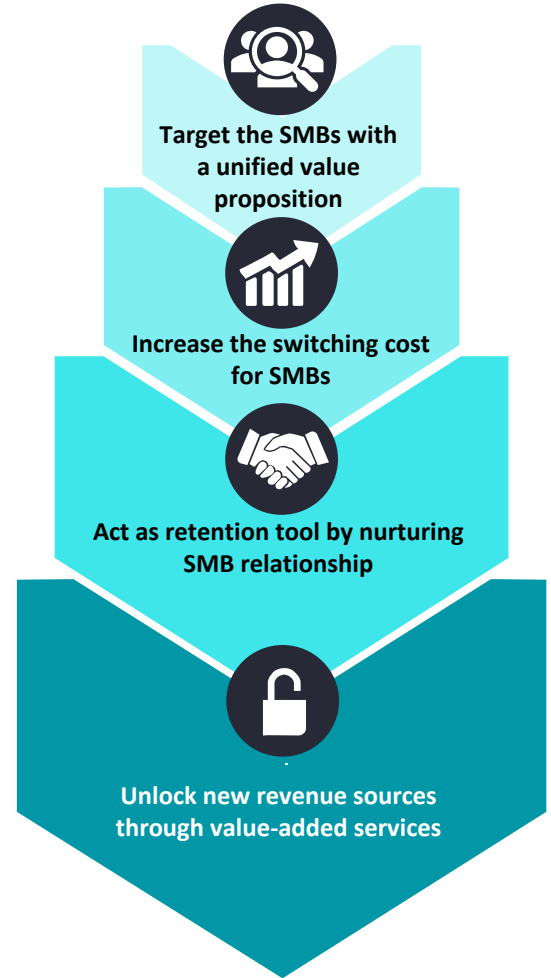 Target the SMBs with
a unified value
proposition
Increase the switching cost
for SMBs
Act as retention tool by nurturing
SMB relationship
Unlock new revenue sources
through value-added services